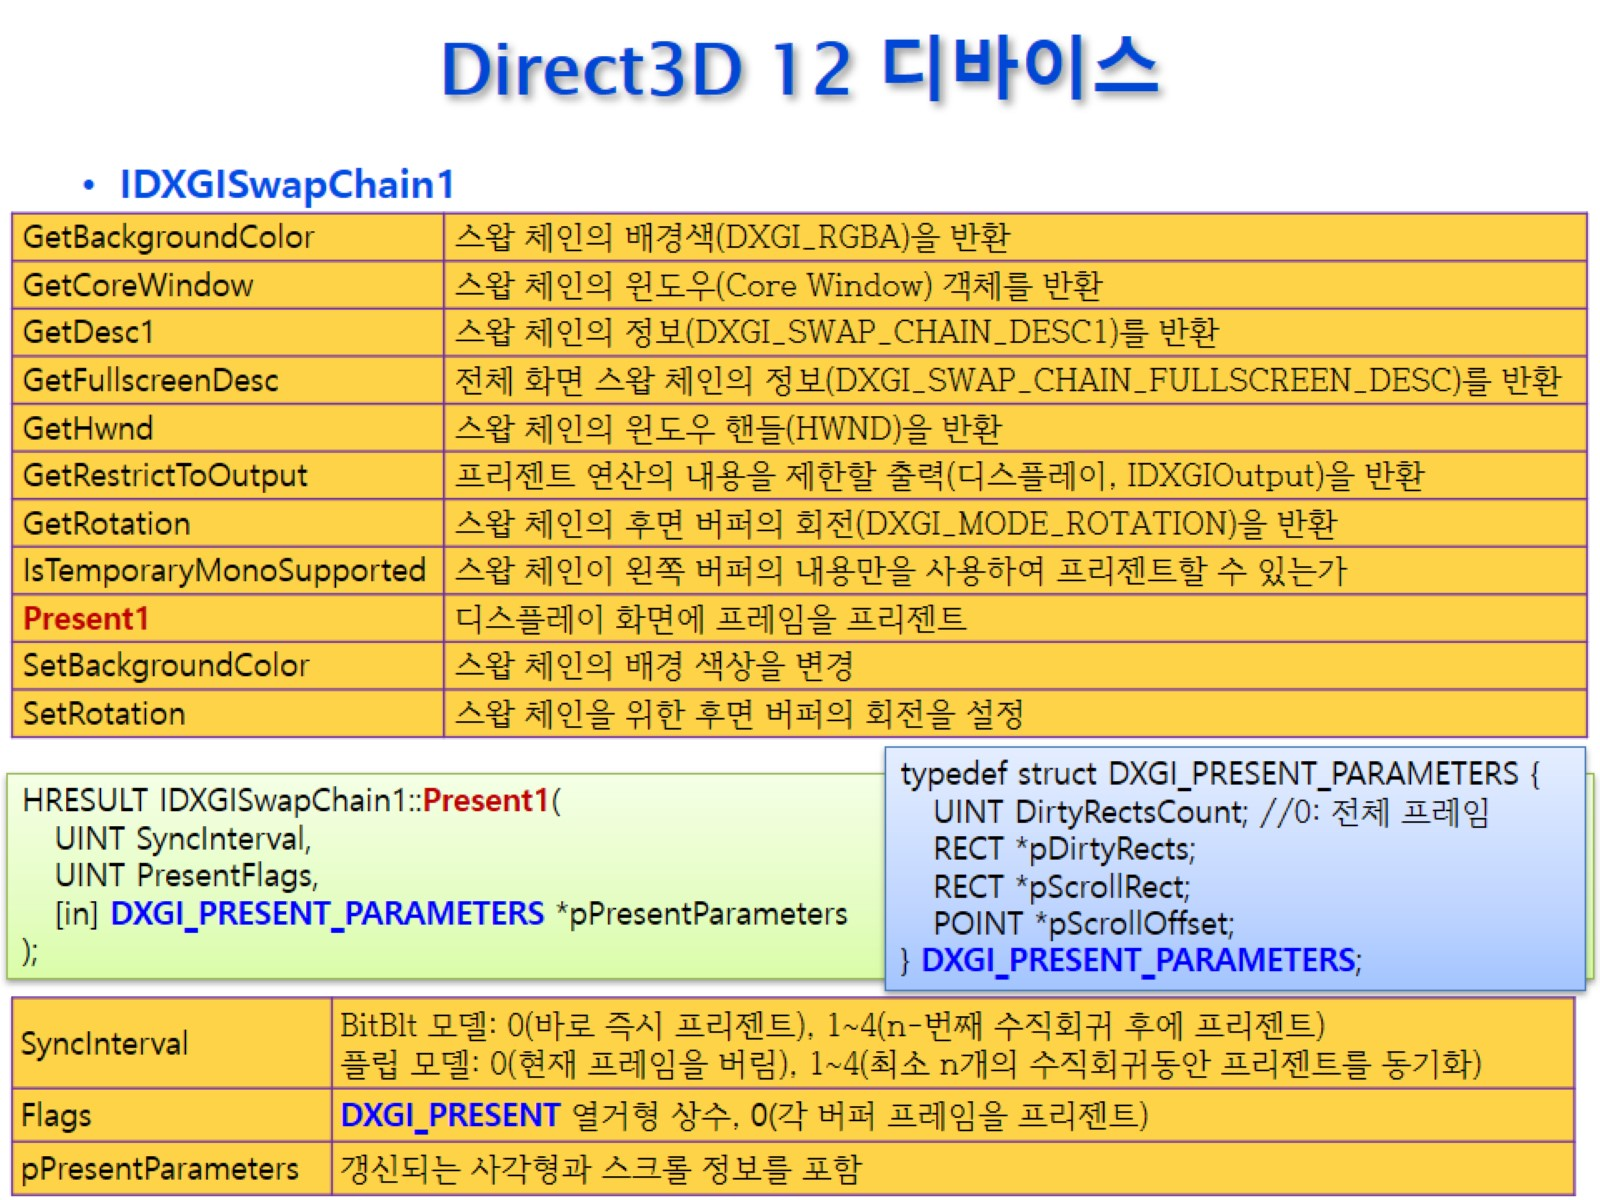 Direct3D 12 디바이스
• IDXGISwapChain1
GetBackgroundColor 스왑 체인의 배경색(DXGI_RGBA)을 반환
GetCoreWindow 스왑 체인의 윈도우(Core Window) 객체를 반환
GetDesc1 스왑 체인의 정보(DXGI_SWAP_CHAIN_DESC1)를 반환
GetFullscreenDesc 전체 화면 스왑 체인의 정보(DXGI_SWAP_CHAIN_FULLSCREEN_DESC)를 반환
GetHwnd 스왑 체인의 윈도우 핸들(HWND)을 반환
GetRestrictToOutput 프리젠트 연산의 내용을 제한할 출력(디스플레이, IDXGIOutput)을 반환
GetRotation 스왑 체인의 후면 버퍼의 회전(DXGI_MODE_ROTATION)을 반환
IsTemporaryMonoSupported 스왑 체인이 왼쪽 버퍼의 내용만을 사용하여 프리젠트할 수 있는가
Present1 디스플레이 화면에 프레임을 프리젠트
SetBackgroundColor 스왑 체인의 배경 색상을 변경
SetRotation 스왑 체인을 위한 후면 버퍼의 회전을 설정
HRESULT IDXGISwapChain1::Present1(
UINT SyncInterval,
UINT PresentFlags,
[in] DXGI_PRESENT_PARAMETERS *pPresentParameters
);
typedef struct DXGI_PRESENT_PARAMETERS {
UINT DirtyRectsCount; //0: 전체 프레임
RECT *pDirtyRects;
RECT *pScrollRect;
POINT *pScrollOffset;
} DXGI_PRESENT_PARAMETERS;
SyncInterval BitBlt 모델: 0(바로 즉시 프리젠트), 1~4(n-번째 수직회귀 후에 프리젠트)
플립 모델: 0(현재 프레임을 버림), 1~4(최소 n개의 수직회귀동안 프리젠트를 동기화)
Flags DXGI_PRESENT 열거형 상수, 0(각 버퍼 프레임을 프리젠트)
pPresentParameters 갱신되는 사각형과 스크롤 정보를 포함